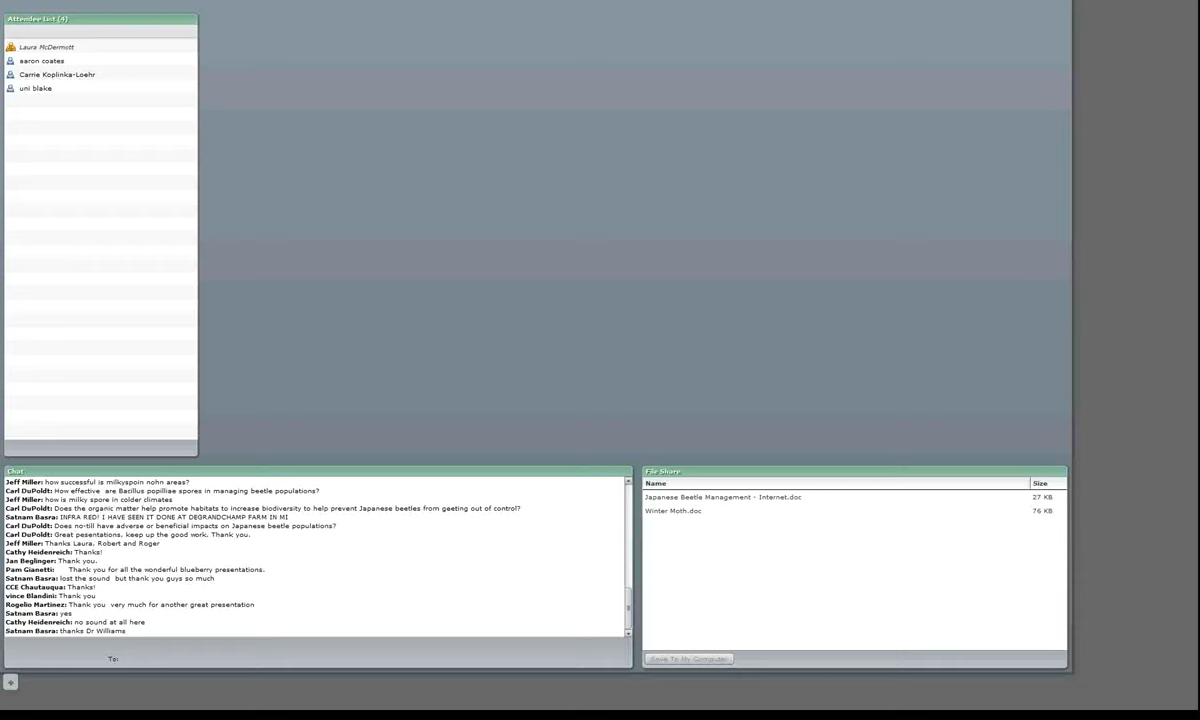 Attendee List (4)
Laura McDermott
aaron coates
Carrie Koplinka-Loehr
uni blake
Chat
Jeff Miller: how successful is milkyspoin nohn areas?
Carl DuPoldt: How effective are Bacillus popilliae spores in managing beetle populations?
Jeff Miller: how is milky spore in colder climates
Carl DuPoldt: Does the organic matter help promote habitats to increase biodiversity to help prevent Japanese beetles from geeting out of control?
Satnam Basra: INFRA RED! I HAVE SEEN IT DONE AT DEGRANDCHAMP FARM IN MI
Carl DuPoldt: Does no-till have adverse or beneficial impacts on Japanese beetle populations?
Carl DuPoldt: Great pesentations, keep up the good work. Thank you.
Jeff Miller: Thanks Laura, Robert and Roger
Cathy Heidenreich: Thanks!
Jan Beglinger: Thank you.
Pam Gianetti: Thank you for all the wonderful blueberry presentations.
Satnam Basra: lost the sound but thank you guys so much
CCE Chautauqua: Thanks!
vince Blandini: Thank you
Rogelio Martinez: Thank you very much for another great presentation
Satnam Basra: yes
Cathy Heidenreich: no sound at all here
Satnam Basra: thanks Dr Williams
To:
File Share
Name Size
Japanese Beetle Management - Internet.doc 27 KB
Winter Moth.doc 76 KB
Save To My Computer